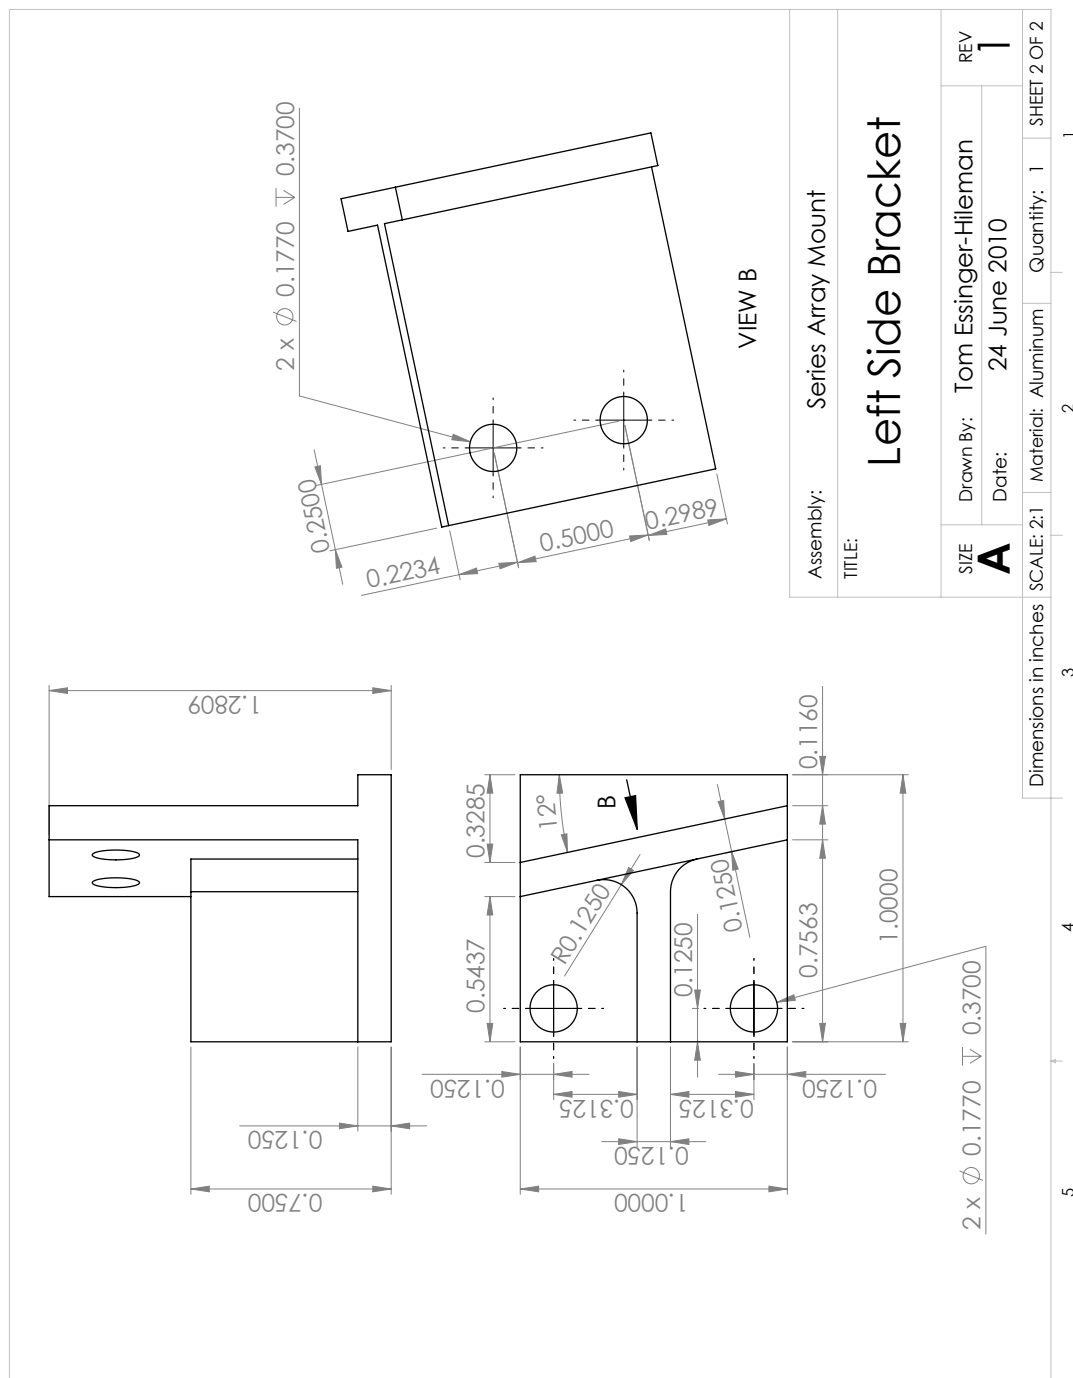 2 x ∅ 0.1770 ↧ 0.3700
0.2500
0.2234
0.5000
0.2989
VIEW B
1.2809
0.7500
0.1250
0.3285
12°
B
0.1160
0.5437
R0.1250
0.1250
0.1250
0.7563
1.0000
0.1250
0.3125
0.1250
0.3125
0.1250
1.0000
2 x ∅ 0.1770 ↧ 0.3700
Assembly: Series Array Mount
TITLE:
Left Side Bracket
SIZE
A
Drawn By: Tom Essinger-Hileman
Date: 24 June 2010
REV
1
Dimensions in inches SCALE: 2:1 Material: Aluminum Quantity: 1 SHEET 2 OF 2
5 4 3 2 1